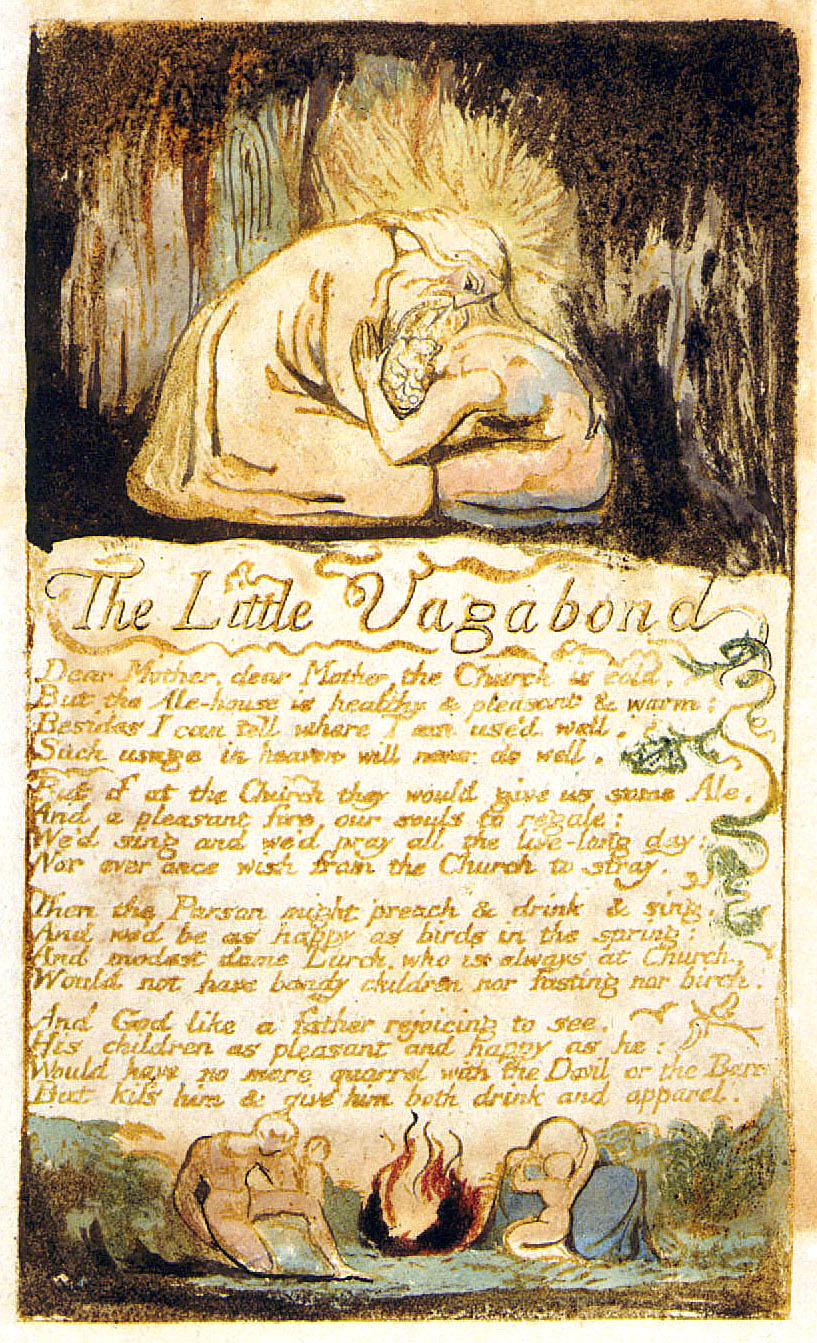 The Little Vagabond
Dear Mother, dear Mother, the Church is cold.
But the Ale-house is healthy & pleasant & warm:
Besides I can tell where I am use'd well.
Such usage in heaven will never do well.
But if at the Church they would give us some Ale.
And a pleasant fire, our souls to regale:
We'd sing and we'd pray all the live-long day:
Nor ever once wish from the Church to stray.
Then the Parson might preach & drink & sing.
And we'd be as happy as birds in the spring:
And modest dame Lurch, who is always at Church,
Would not have bandy children nor fasting nor birch.
And God like a father rejoicing to see.
His children as pleasant and happy as he:
Would have no more quarrel with the Devil or the Barrel
But kiss him & give him both drink and apparel.